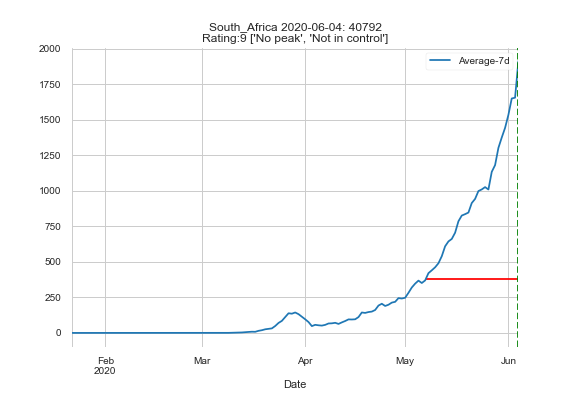 South_Africa 2020-06-04: 40792
Rating:9 ['No peak', 'Not in control']
Average-7d
2000
1750
1500
1250
1000
750
500
250
0
Feb
2020
Mar
Apr
May
Jun
Date